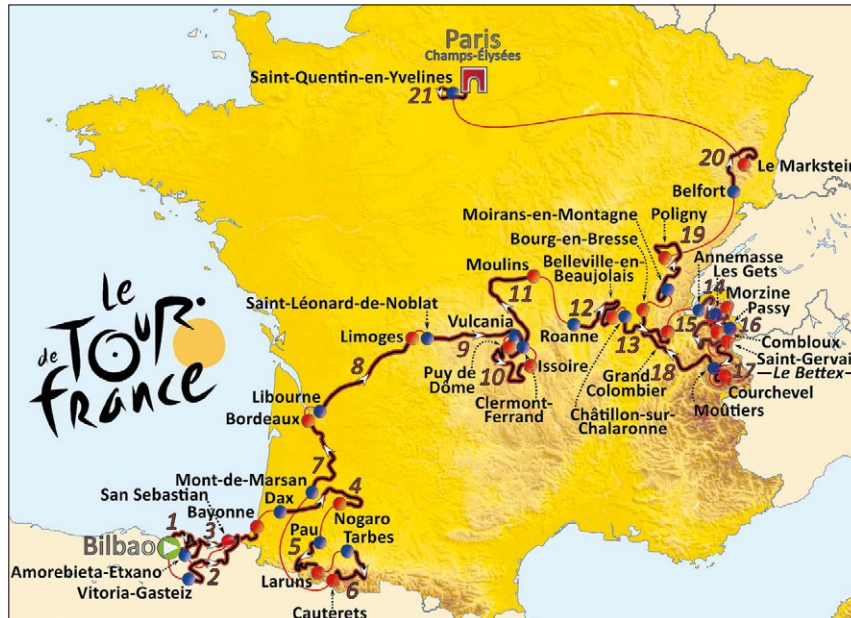 Paris
Champs-Élysées
Saint-Quentin-en-Yvelines
21
20
Le Markstein
Belfort
Moirans-en-Montagne
Poligny
19
Bourg-en-Bresse
Annemasse
Belleville-en-
Beaujolais
Les Gets
Moulins
14
Morzine
11
12
Passy
Le
Tour
de
France
Saint-Léonard-de-Noblat
Vulcania
Limoges
Roanne
15
16
13
Combloux
9
8
Saint-Gervais
Puy de
Dôme
10
Issoire
Grand
Colombier
18
17
—Le Bettex—
Clermont-
Ferrand
Courchevel
Libourne
Châtillon-sur-
Chalaronne
Moûtiers
Bordeaux
Mont-de-Marsan
7
4
San Sebastian
Dax
Bayonne
Nogaro
1
3
Pau
Bilbao
5
Tarbes
Amorebieta-Etxano
2
Vitoria-Gasteiz
Laruns
6
Cauterets